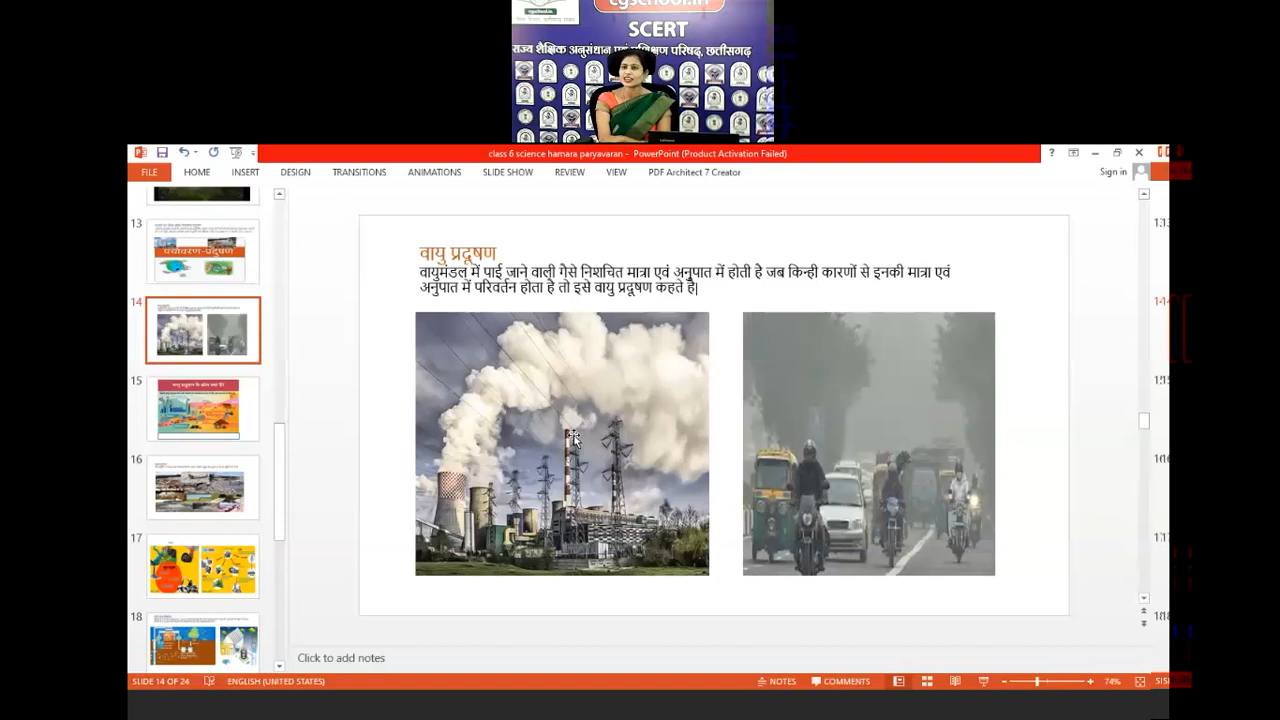 cgschool.in
SCERT
राज्य शैक्षिक अनुसंधान एवं प्रशिक्षण परिषद्, छत्तीसगढ़
class 6 science hamara paryavaran - PowerPoint (Product Activation Failed)
FILE HOME INSERT DESIGN TRANSITIONS ANIMATIONS SLIDE SHOW REVIEW VIEW PDF Architect 7 Creator Sign in
13
पर्यावरण-प्रदूषण
14
15
16
17
18
वायु प्रदूषण
वायुमंडल में पाई जाने वाली गैसे निशचित मात्रा एवं अनुपात में होती है जब किन्ही कारणों से इनकी मात्रा एवं
अनुपात में परिवर्तन होता है तो इसे वायु प्रदूषण कहते है
Click to add notes
SLIDE 14 OF 24 ENGLISH (UNITED STATES) NOTES COMMENTS 74%